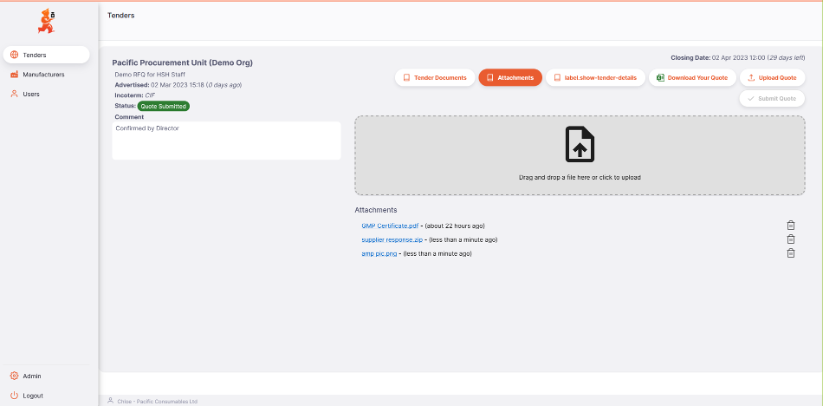 Tenders
Tenders
Manufacturers
Users
Pacific Procurement Unit (Demo Org)
Demo RFQ for HSH Staff
Advertised: 02 Mar 2023 15:18 (0 days ago)
Incoterm: CIF
Status: Quote Submitted
Comment
Confirmed by Director
Closing Date: 02 Apr 2023 12:00 (29 days left)
Tender Documents
Attachments
label.show-tender-details
Download Your Quote
Upload Quote
Submit Quote
Drag and drop a file here or click to upload
Attachments
GMP Certificate.pdf - (about 22 hours ago)
supplier response.zip - (less than a minute ago)
amp pic.png - (less than a minute ago)
Admin
Logout
Chloe - Pacific Consumables Ltd